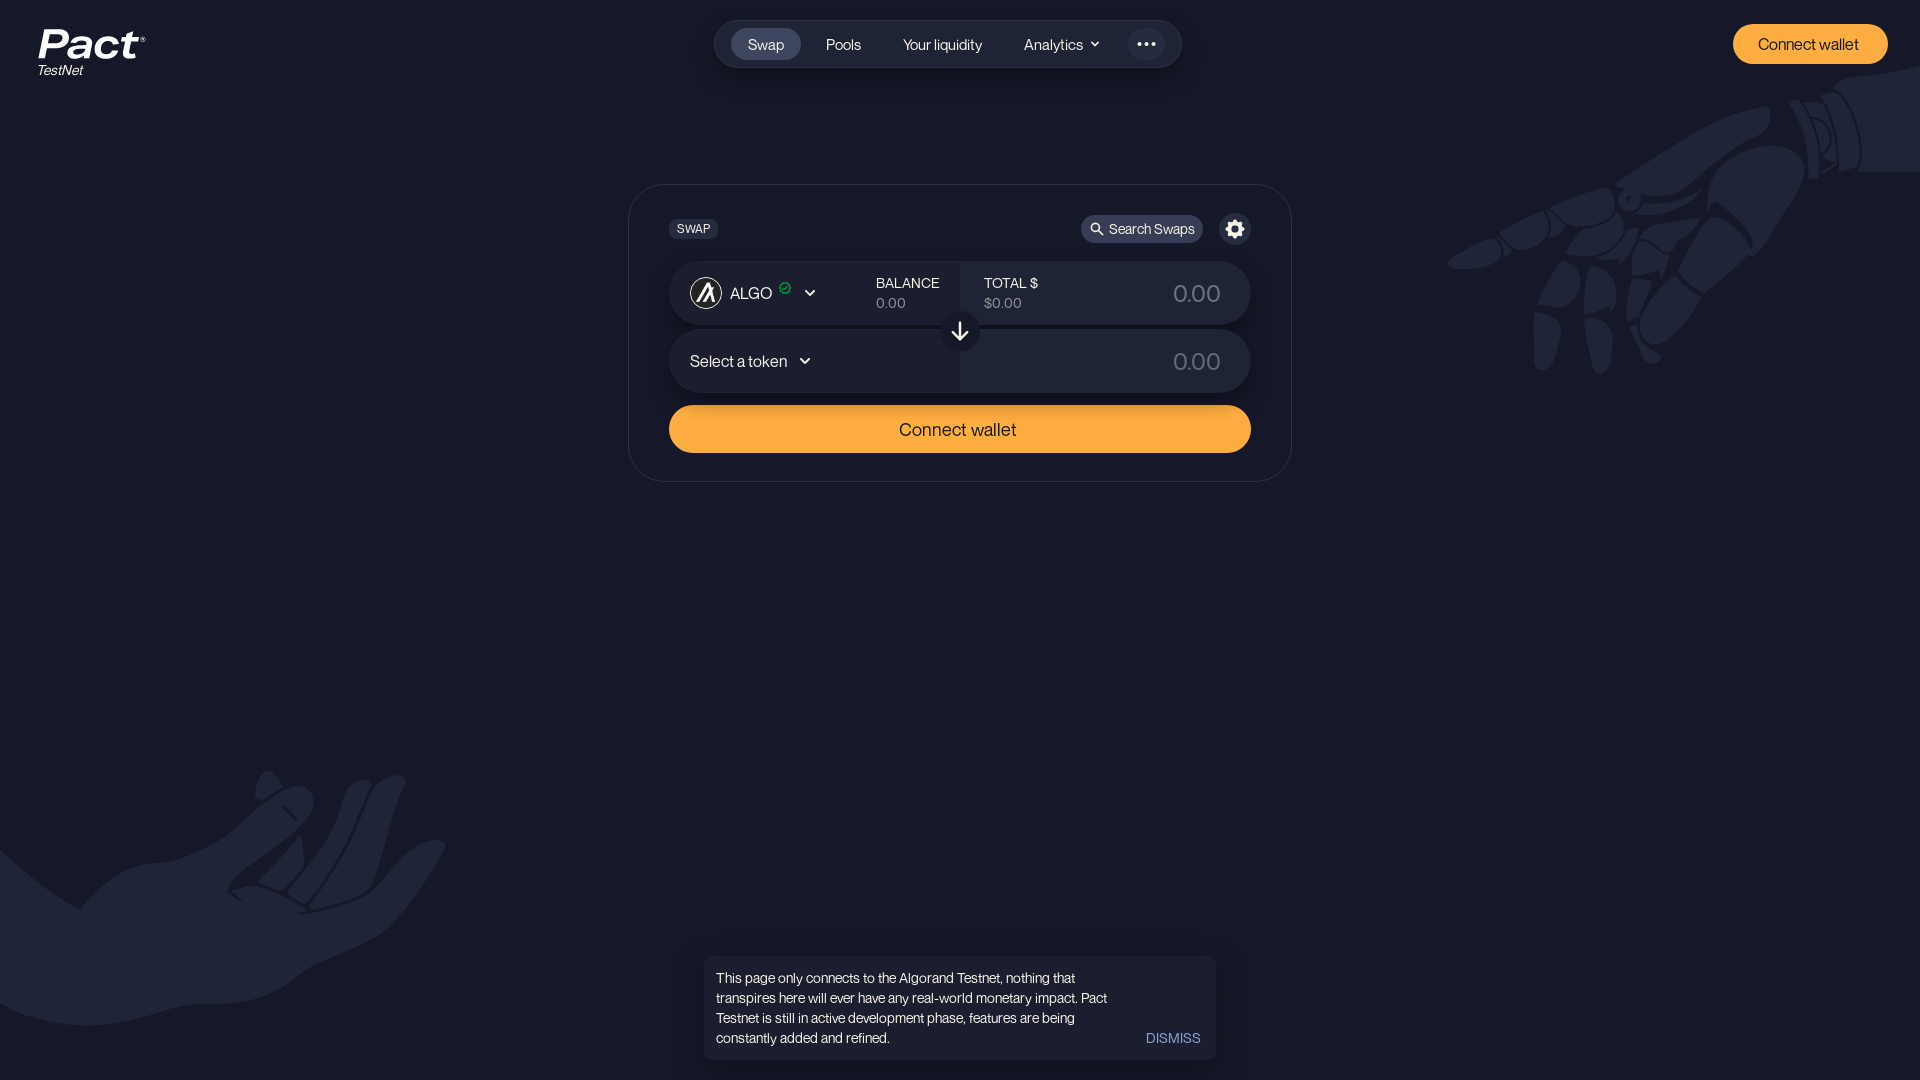 Pact®
TestNet
Swap
Pools
Your liquidity
Analytics
Connect wallet
SWAP
Search Swaps
ALGO
BALANCE
0.00
TOTAL $
$0.00
0.00
Select a token
0.00
Connect wallet
This page only connects to the Algorand Testnet, nothing that
transpires here will ever have any real-world monetary impact. Pact
Testnet is still in active development phase, features are being
constantly added and refined.
DISMISS